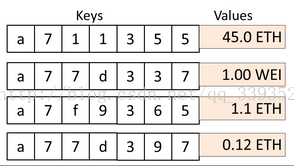 Keys Values
a 7 1 1 3 5 5 45.0 ETH
a 7 7 d 3 3 7 1.00 WEI
a 7 f 9 3 6 5 1.1 ETH
a 7 7 d 3 9 7 0.12 ETH